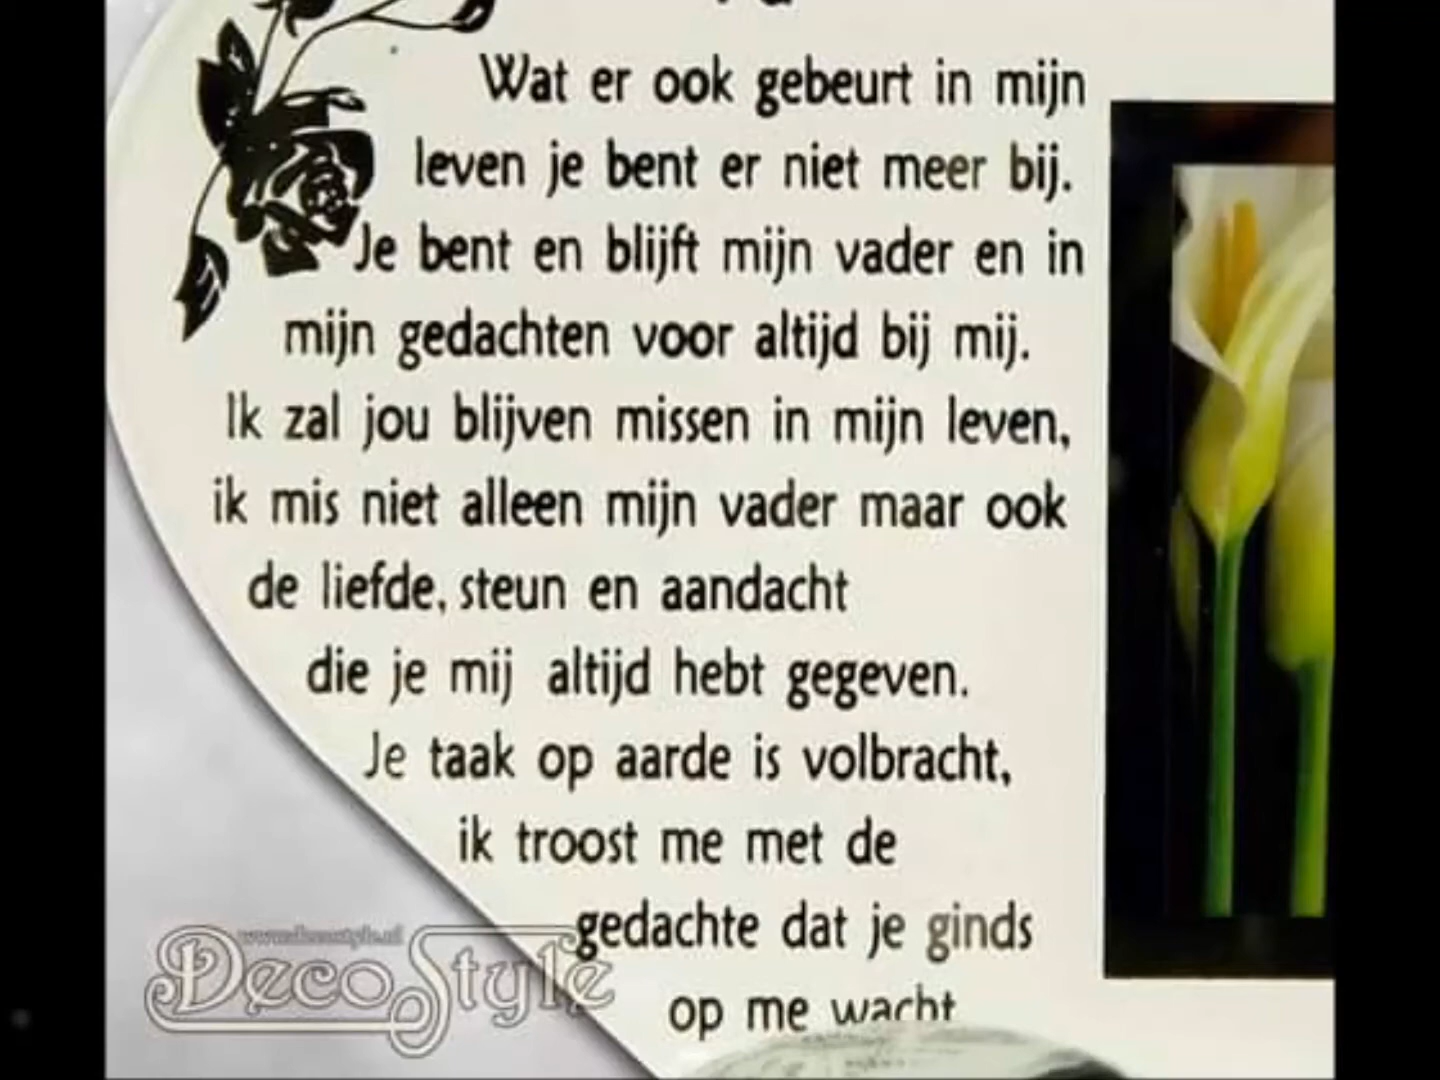 Wat er ook gebeurt in mijn
leven je bent er niet meer bij.
Je bent en blijft mijn vader en in
mijn gedachten voor altijd bij mij.
Ik zal jou blijven missen in mijn leven,
ik mis niet alleen mijn vader maar ook
de liefde, steun en aandacht
die je mij altijd hebt gegeven.
Je taak op aarde is volbracht,
ik troost me met de
gedachte dat je ginds
op me wacht
www.decostyle.nl
DecoStyle